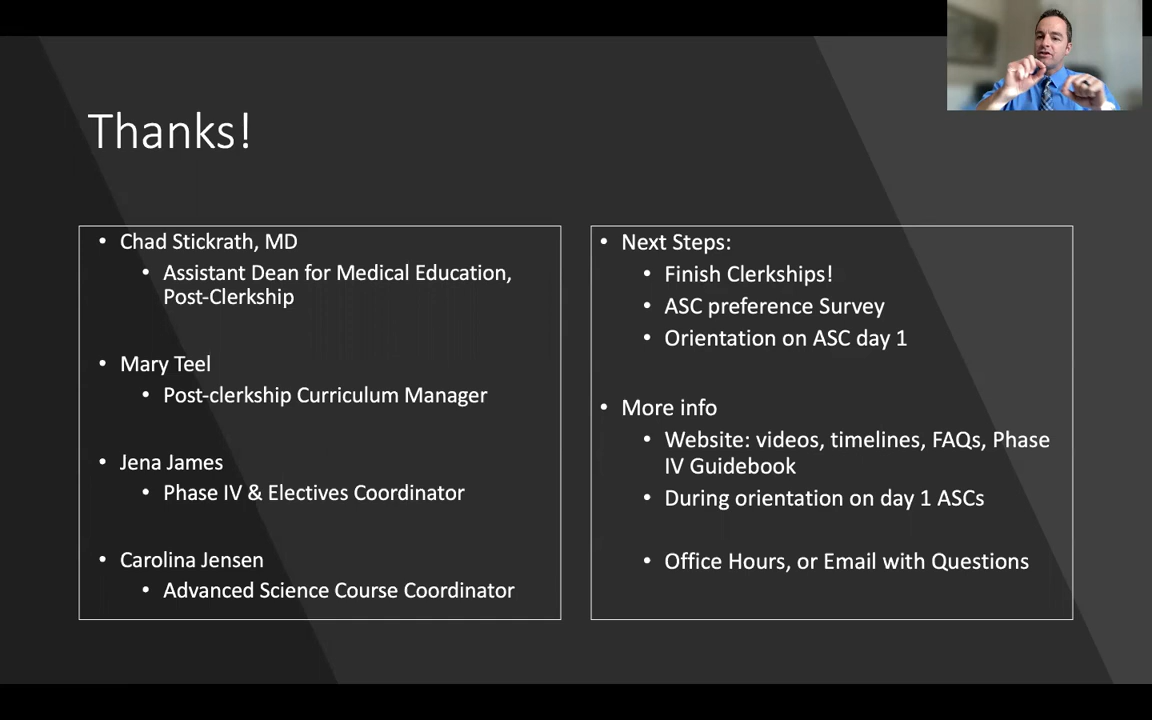 Thanks!
• Chad Stickrath, MD
• Assistant Dean for Medical Education,
Post-Clerkship
• Mary Teel
• Post-clerkship Curriculum Manager
• Jena James
• Phase IV & Electives Coordinator
• Carolina Jensen
• Advanced Science Course Coordinator
• Next Steps:
• Finish Clerkships!
• ASC preference Survey
• Orientation on ASC day 1
• More info
• Website: videos, timelines, FAQs, Phase
IV Guidebook
• During orientation on day 1 ASCs
• Office Hours, or Email with Questions